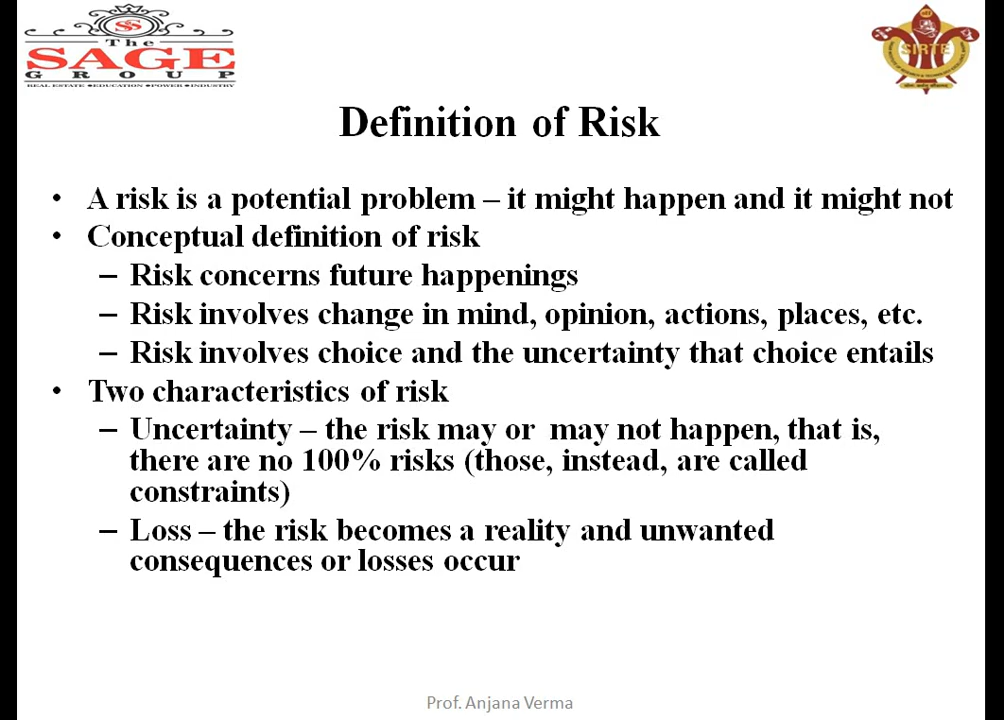 SS
The
SAGE
GROUP
REAL ESTATE •EDUCATION •POWER •INDUSTRY
SIRTE
Definition of Risk
• A risk is a potential problem – it might happen and it might not
• Conceptual definition of risk
– Risk concerns future happenings
– Risk involves change in mind, opinion, actions, places, etc.
– Risk involves choice and the uncertainty that choice entails
• Two characteristics of risk
– Uncertainty – the risk may or may not happen, that is,
there are no 100% risks (those, instead, are called
constraints)
– Loss – the risk becomes a reality and unwanted
consequences or losses occur
Prof. Anjana Verma